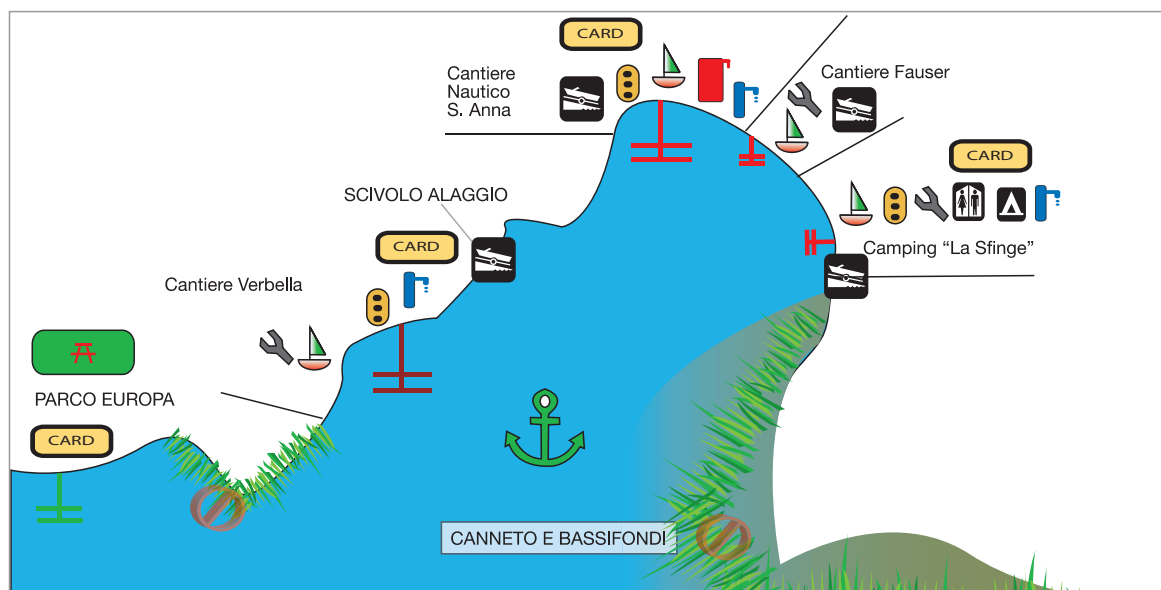 CARD
Cantiere
Nautico
S. Anna
Cantiere Fauser
CARD
SCIVOLO ALAGGIO
CARD
Camping “La Sfinge”
Cantiere Verbella
PARCO EUROPA
CARD
CANNETO E BASSIFONDI